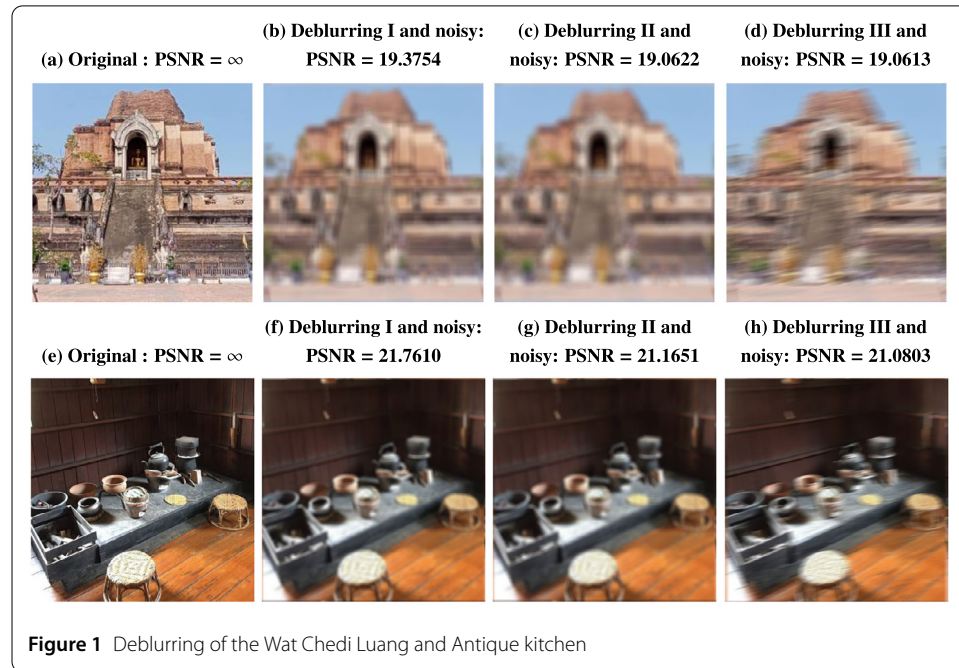 (b) Deblurring I and noisy:
(c) Deblurring II and
(d) Deblurring III and
(a) Original : PSNR = ∞
PSNR = 19.3754
noisy: PSNR = 19.0622
noisy: PSNR = 19.0613
(f) Deblurring I and noisy:
(g) Deblurring II and
(h) Deblurring III and
(e) Original : PSNR = ∞
PSNR = 21.7610
noisy: PSNR = 21.1651
noisy: PSNR = 21.0803
Figure 1 Deblurring of the Wat Chedi Luang and Antique kitchen